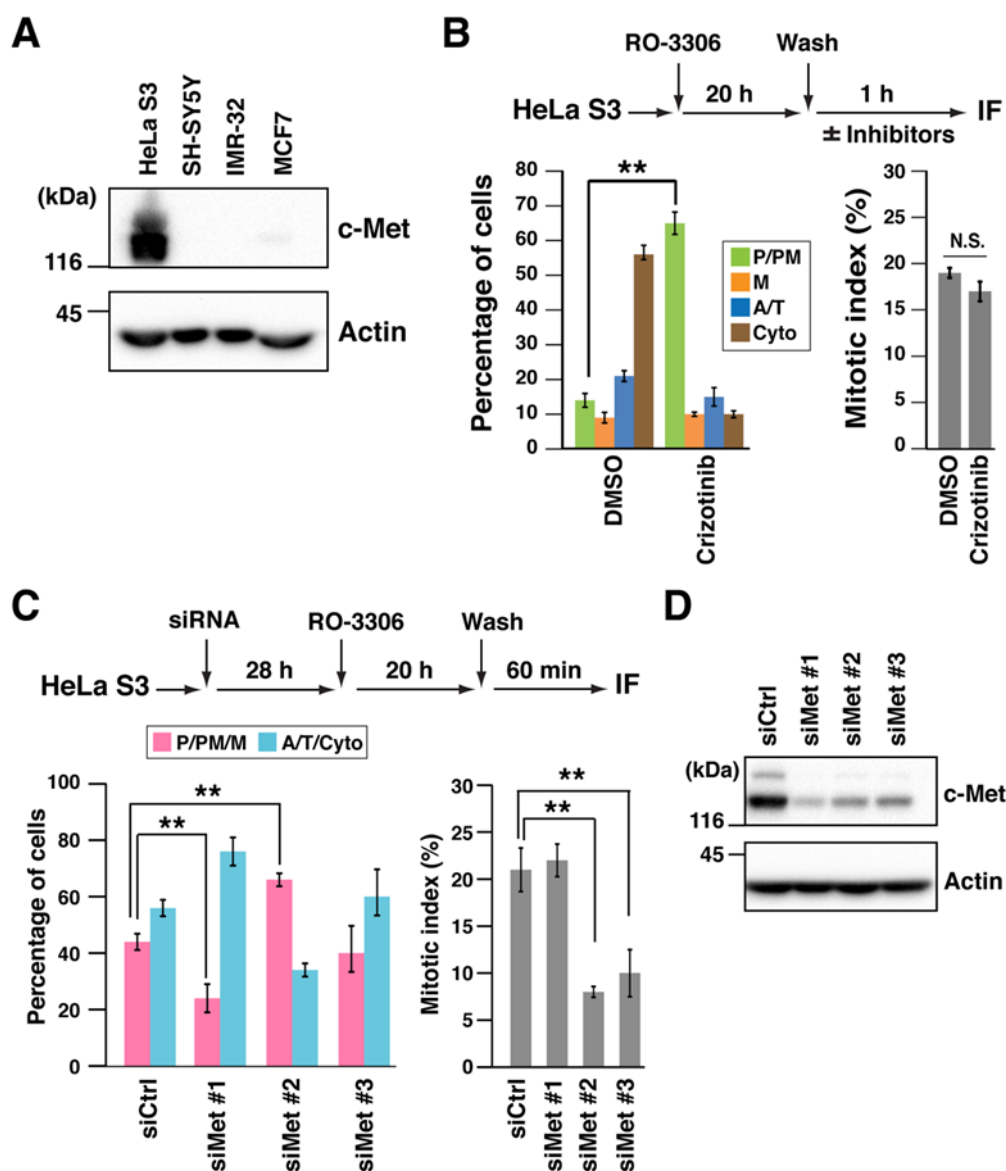 A
HeLa S3
SH-SY5Y
IMR-32
MCF7
(kDa)
c-Met
116
45
Actin
B
RO-3306
Wash
HeLa S3
20 h
1 h
IF
± Inhibitors
Percentage of cells
80
70
60
50
40
30
20
10
0
**
P/PM
M
A/T
Cyto
DMSO
Crizotinib
Mitotic index (%)
30
25
20
15
10
5
0
N.S.
DMSO
Crizotinib
C
siRNA
RO-3306
Wash
HeLa S3
28 h
20 h
60 min
IF
P/PM/M
A/T/Cyto
Percentage of cells
100
80
60
40
20
0
**
**
siCtrl
siMet #1
siMet #2
siMet #3
Mitotic index (%)
30
25
20
15
10
5
0
**
**
siCtrl
siMet #1
siMet #2
siMet #3
D
siCtrl
siMet #1
siMet #2
siMet #3
(kDa)
c-Met
116
45
Actin